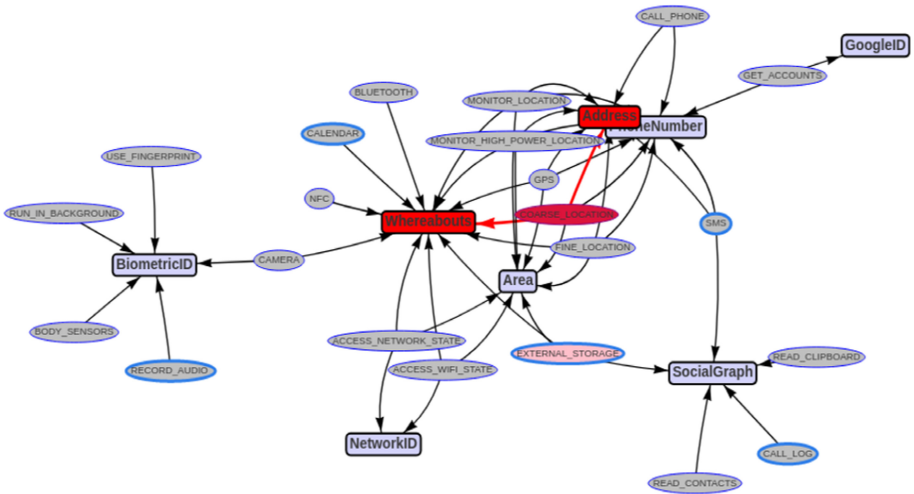 CALL_PHONE
GoogleID
GET_ACCOUNTS
BLUETOOTH
MONITOR_LOCATION
Address
PhoneNumber
CALENDAR
MONITOR_HIGH_POWER_LOCATION
USE_FINGERPRINT
GPS
NFC
RUN_IN_BACKGROUND
COARSE_LOCATION
Whereabouts
SMS
FINE_LOCATION
CAMERA
BiometricID
Area
BODY_SENSORS
ACCESS_NETWORK_STATE
EXTERNAL_STORAGE
READ_CLIPBOARD
RECORD_AUDIO
ACCESS_WIFI_STATE
SocialGraph
NetworkID
CALL_LOG
READ_CONTACTS